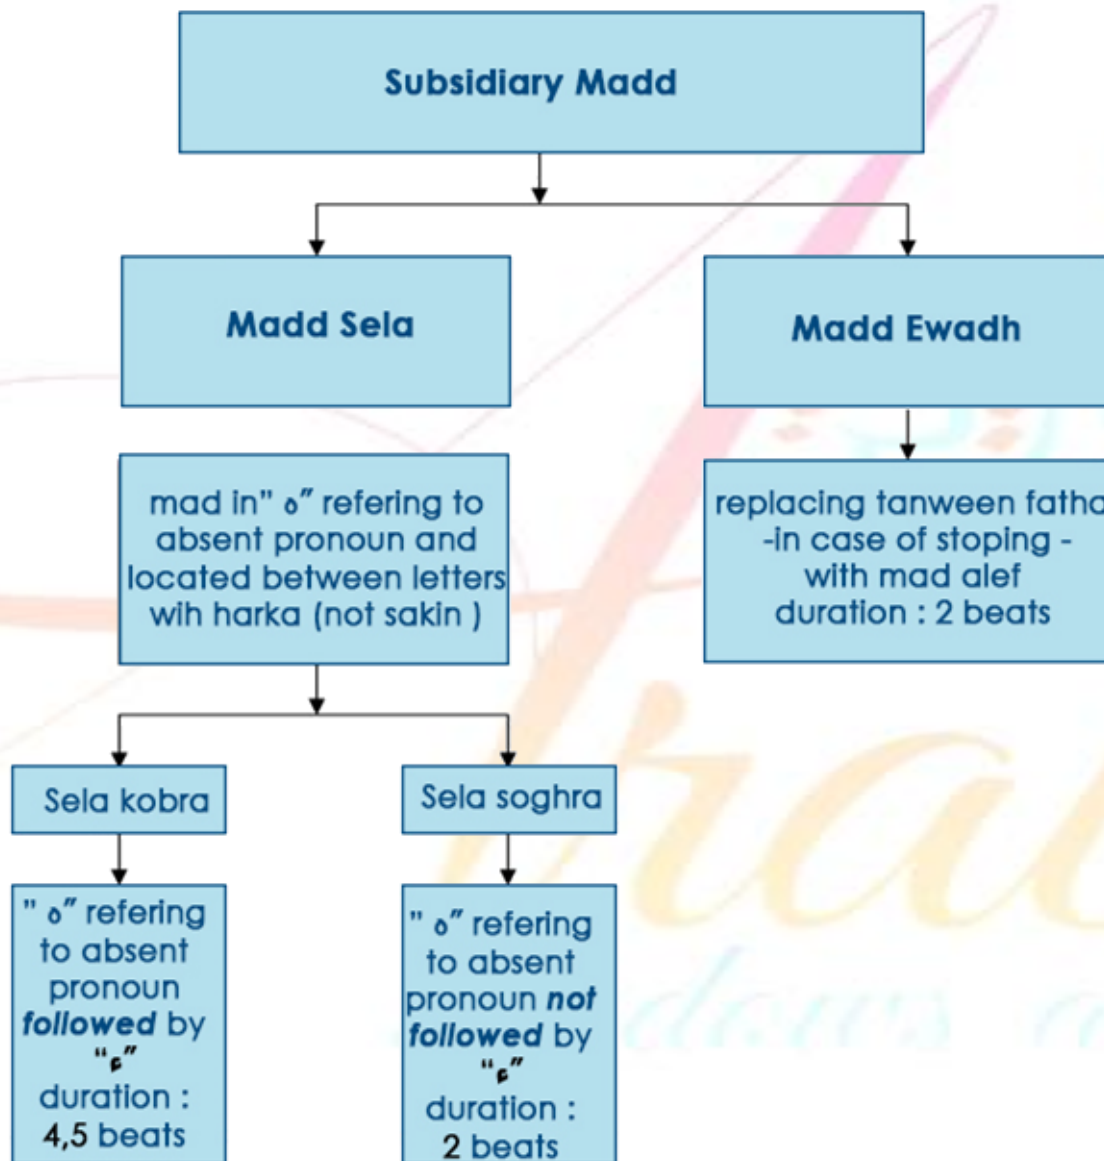 Subsidiary Madd
Madd Sela
Madd Ewadh
mad in" ه" refering to
absent pronoun and
located between letters
wih harka (not sakin )
replacing tanween fatha
-in case of stoping -
with mad alef
duration : 2 beats
Sela kobra
Sela soghra
" ه" refering
to absent
pronoun
followed by
"ء"
duration :
4,5 beats
" ه" refering
to absent
pronoun not
followed by
"ء"
duration :
2 beats